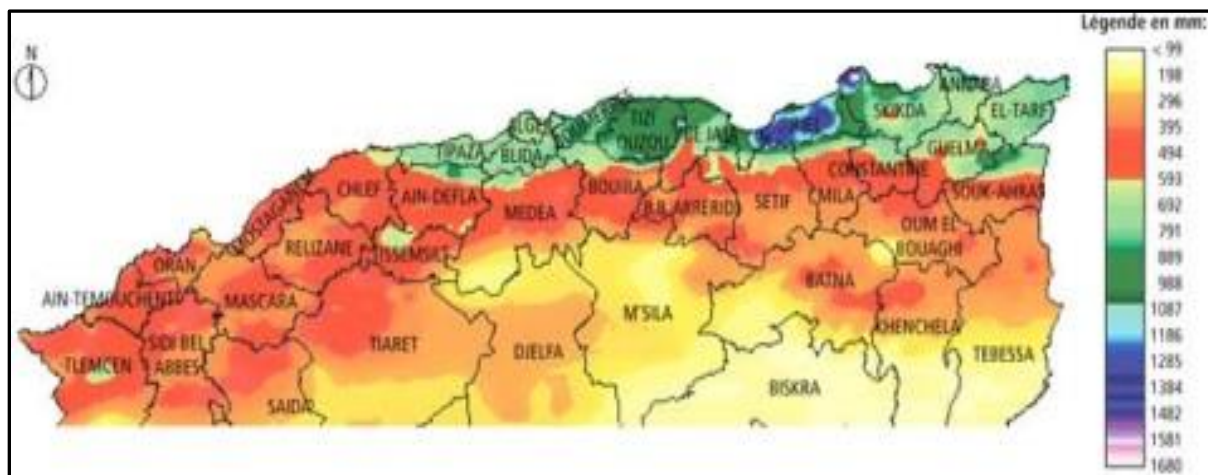 Légende en mm:
N
< 99
198
296
395
494
593
692
791
889
988
1087
1186
1285
1384
1482
1581
1680
ANNABA
SKIKDA
EL-TARF
TIZI
OUZOU
ALGER
BEJAIA
GUELMA
TIPAZA
BLIDA
CONSTANTINE
CHLEF
AIN-DEFLA
BOUIRA
SOUK-AHRAS
MOSTAGANEM
MEDEA
B.B.ARRERIDJ
SETIF
MILA
OUM EL
BOUAGHI
RELIZANE
TISSEMSILT
ORAN
BATNA
AIN-TEMOUCHENT
MASCARA
M'SILA
KHENCHELA
SIDI BEL
ABBES
TIARET
DJELFA
TEBESSA
TLEMCEN
BISKRA
SAIDA